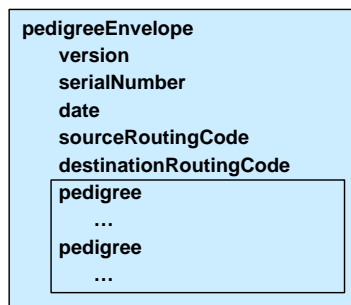 pedigreeEnvelope
version
serialNumber
date
sourceRoutingCode
destinationRoutingCode
pedigree
...
pedigree
...